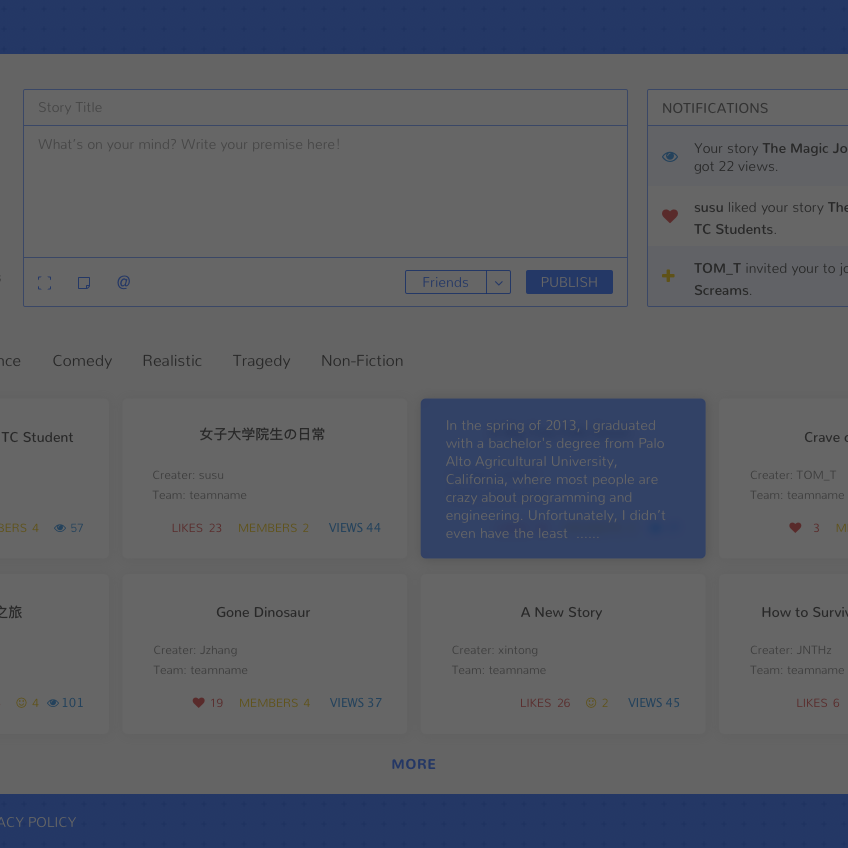 Story Title
What's on your mind? Write your premise here!
@
Friends
PUBLISH
NOTIFICATIONS
Your story The Magic Jo
got 22 views.
susu liked your story The
TC Students.
TOM_T invited your to jo
Screams.
nce
Comedy
Realistic
Tragedy
Non-Fiction
TC Student
BERS 4
57
女子大学院生の日常
Creater: susu
Team: teamname
LIKES 23
MEMBERS 2
VIEWS 44
In the spring of 2013, I graduated
with a bachelor's degree from Palo
Alto Agricultural University,
California, where most people are
crazy about programming and
engineering. Unfortunately, I didn't
even have the least ......
Crave
Creater: TOM_T
Team: teamname
3
M
之旅
4
101
Gone Dinosaur
Creater: Jzhang
Team: teamname
19
MEMBERS 4
VIEWS 37
A New Story
Creater: xintong
Team: teamname
LIKES 26
2
VIEWS 45
How to Surviv
Creater: JNTHz
Team: teamname
LIKES 6
MORE
ACY POLICY